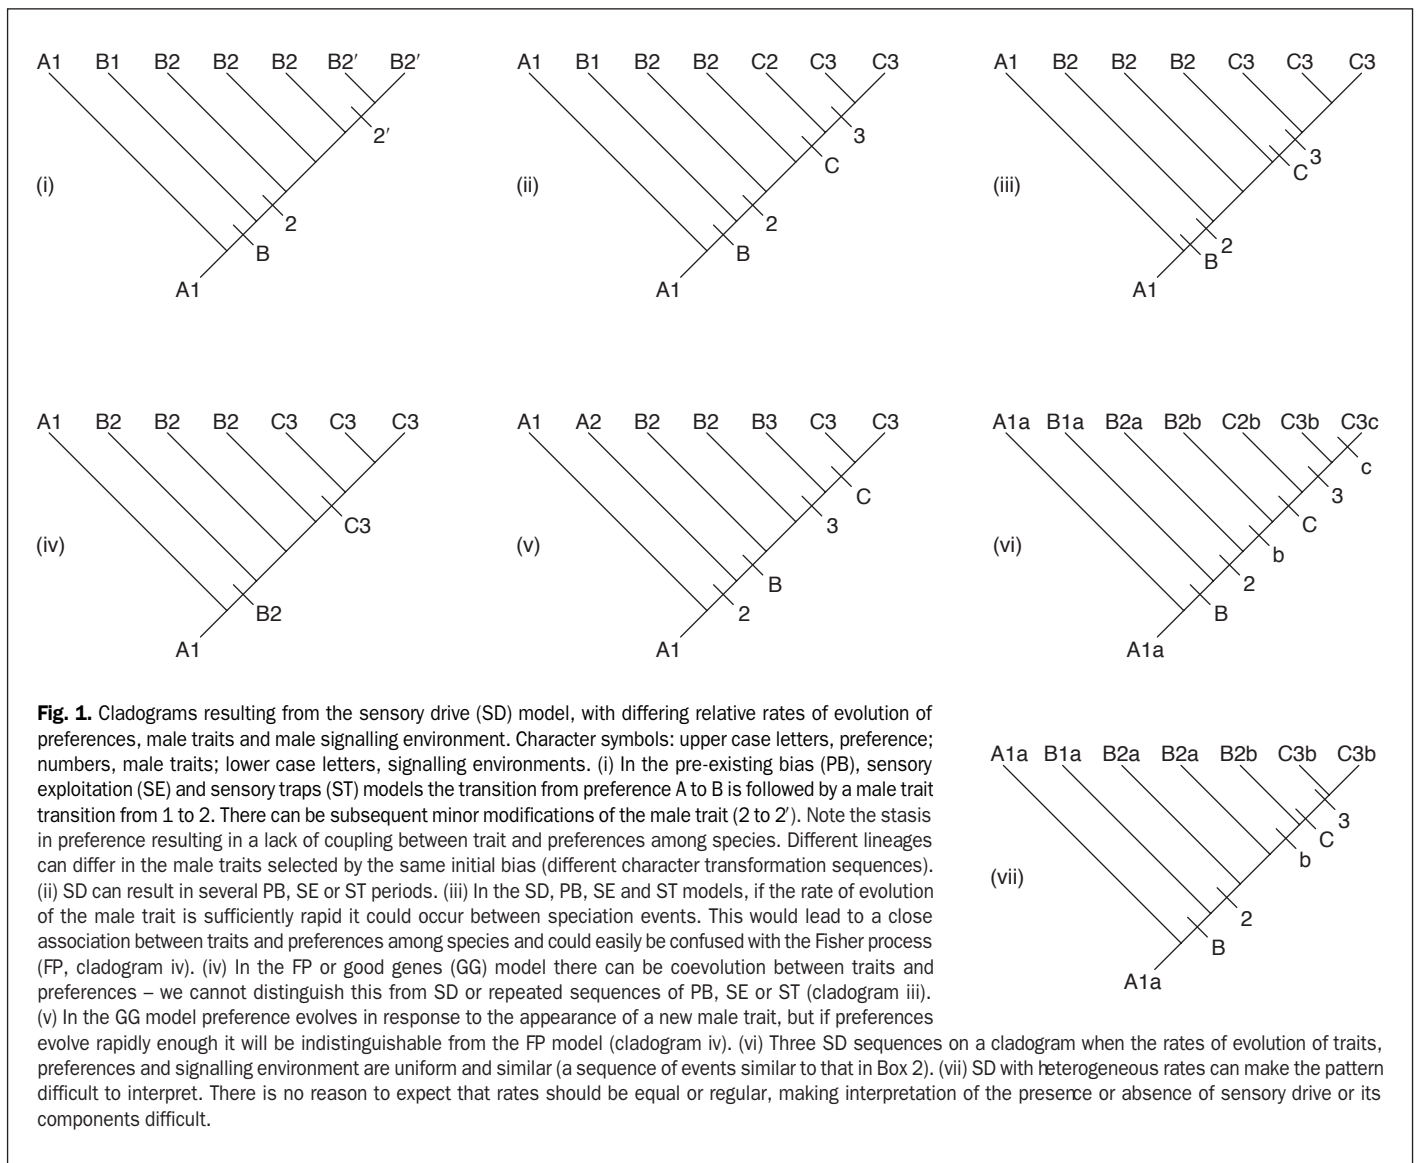 A1 B1 B2 B2 B2 B2′ B2′
2′
(i)
2
B
A1
A1 B1 B2 B2 C2 C3 C3
3
C
(ii)
2
B
A1
A1 B2 B2 B2 C3 C3 C3
3
C
(iii)
2
B
A1
A1 B2 B2 B2 C3 C3 C3
C3
(iv)
B2
A1
A1 A2 B2 B2 B3 C3 C3
C
3
(v)
B
2
A1
A1a B1a B2a B2b C2b C3b C3c
c
3
C
(vi)
b
2
B
A1a
A1a B1a B2a B2a B2b C3b C3b
3
C
b
(vii)
2
B
A1a
Fig. 1. Cladograms resulting from the sensory drive (SD) model, with differing relative rates of evolution of
preferences, male traits and male signalling environment. Character symbols: upper case letters, preference;
numbers, male traits; lower case letters, signalling environments. (i) In the pre-existing bias (PB), sensory
exploitation (SE) and sensory traps (ST) models the transition from preference A to B is followed by a male trait
transition from 1 to 2. There can be subsequent minor modifications of the male trait (2 to 2′). Note the stasis
in preference resulting in a lack of coupling between trait and preferences among species. Different lineages
can differ in the male traits selected by the same initial bias (different character transformation sequences).
(ii) SD can result in several PB, SE or ST periods. (iii) In the SD, PB, SE and ST models, if the rate of evolution
of the male trait is sufficiently rapid it could occur between speciation events. This would lead to a close
association between traits and preferences among species and could easily be confused with the Fisher process
(FP, cladogram iv). (iv) In the FP or good genes (GG) model there can be coevolution between traits and
preferences – we cannot distinguish this from SD or repeated sequences of PB, SE or ST (cladogram iii).
(v) In the GG model preference evolves in response to the appearance of a new male trait, but if preferences
evolve rapidly enough it will be indistinguishable from the FP model (cladogram iv). (vi) Three SD sequences on a cladogram when the rates of evolution of traits,
preferences and signalling environment are uniform and similar (a sequence of events similar to that in Box 2). (vii) SD with heterogeneous rates can make the pattern
difficult to interpret. There is no reason to expect that rates should be equal or regular, making interpretation of the presence or absence of sensory drive or its
components difficult.